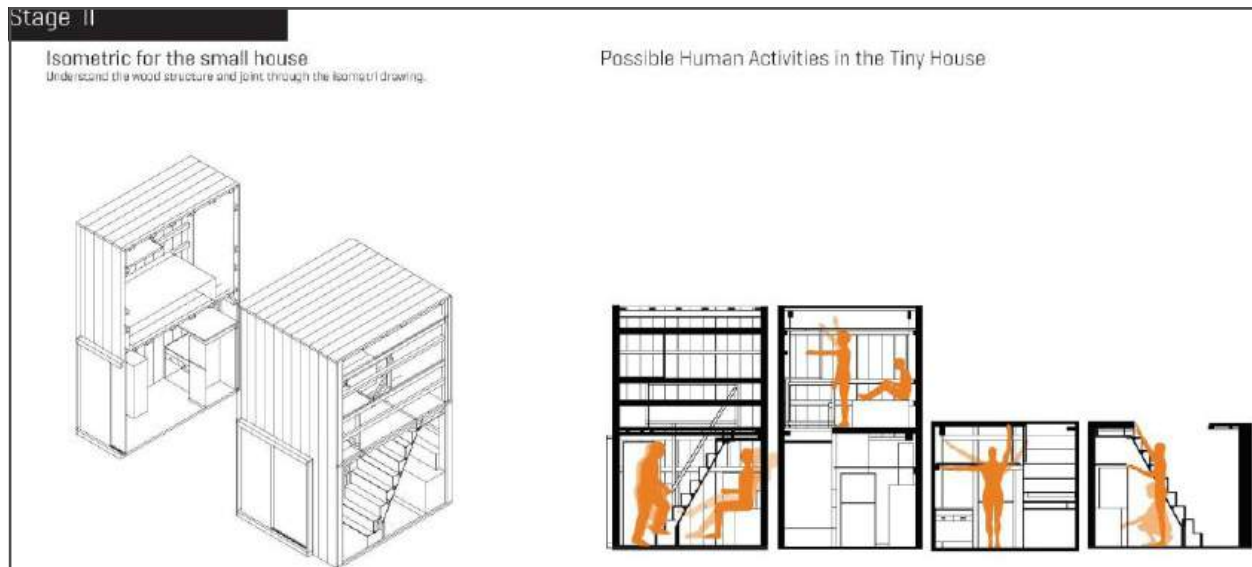 Stage II
Isometric for the small house
Understand the wood structure and joint through the isometri drawing.
Possible Human Activities in the Tiny House